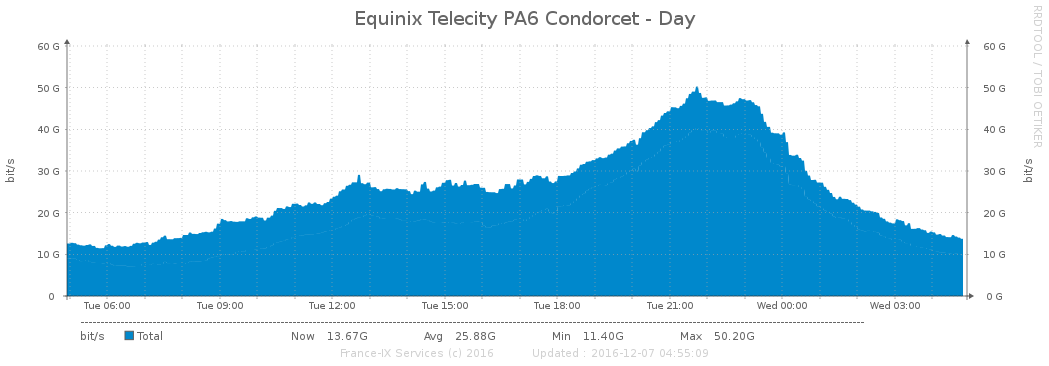 Equinix Telecity PA6 Condorcet - Day
RRDTOOL / TOBI OETIKER
bit/s
60 G 60 G
50 G 50 G
40 G 40 G
30 G 30 G
20 G 20 G
10 G 10 G
0 0 G
bit/s
Tue 06:00 Tue 09:00 Tue 12:00 Tue 15:00 Tue 18:00 Tue 21:00 Wed 00:00 Wed 03:00
bit/s Total Now 13.67G Avg 25.88G Min 11.40G Max 50.20G
France-IX Services (c) 2016 Updated : 2016-12-07 04:55:09